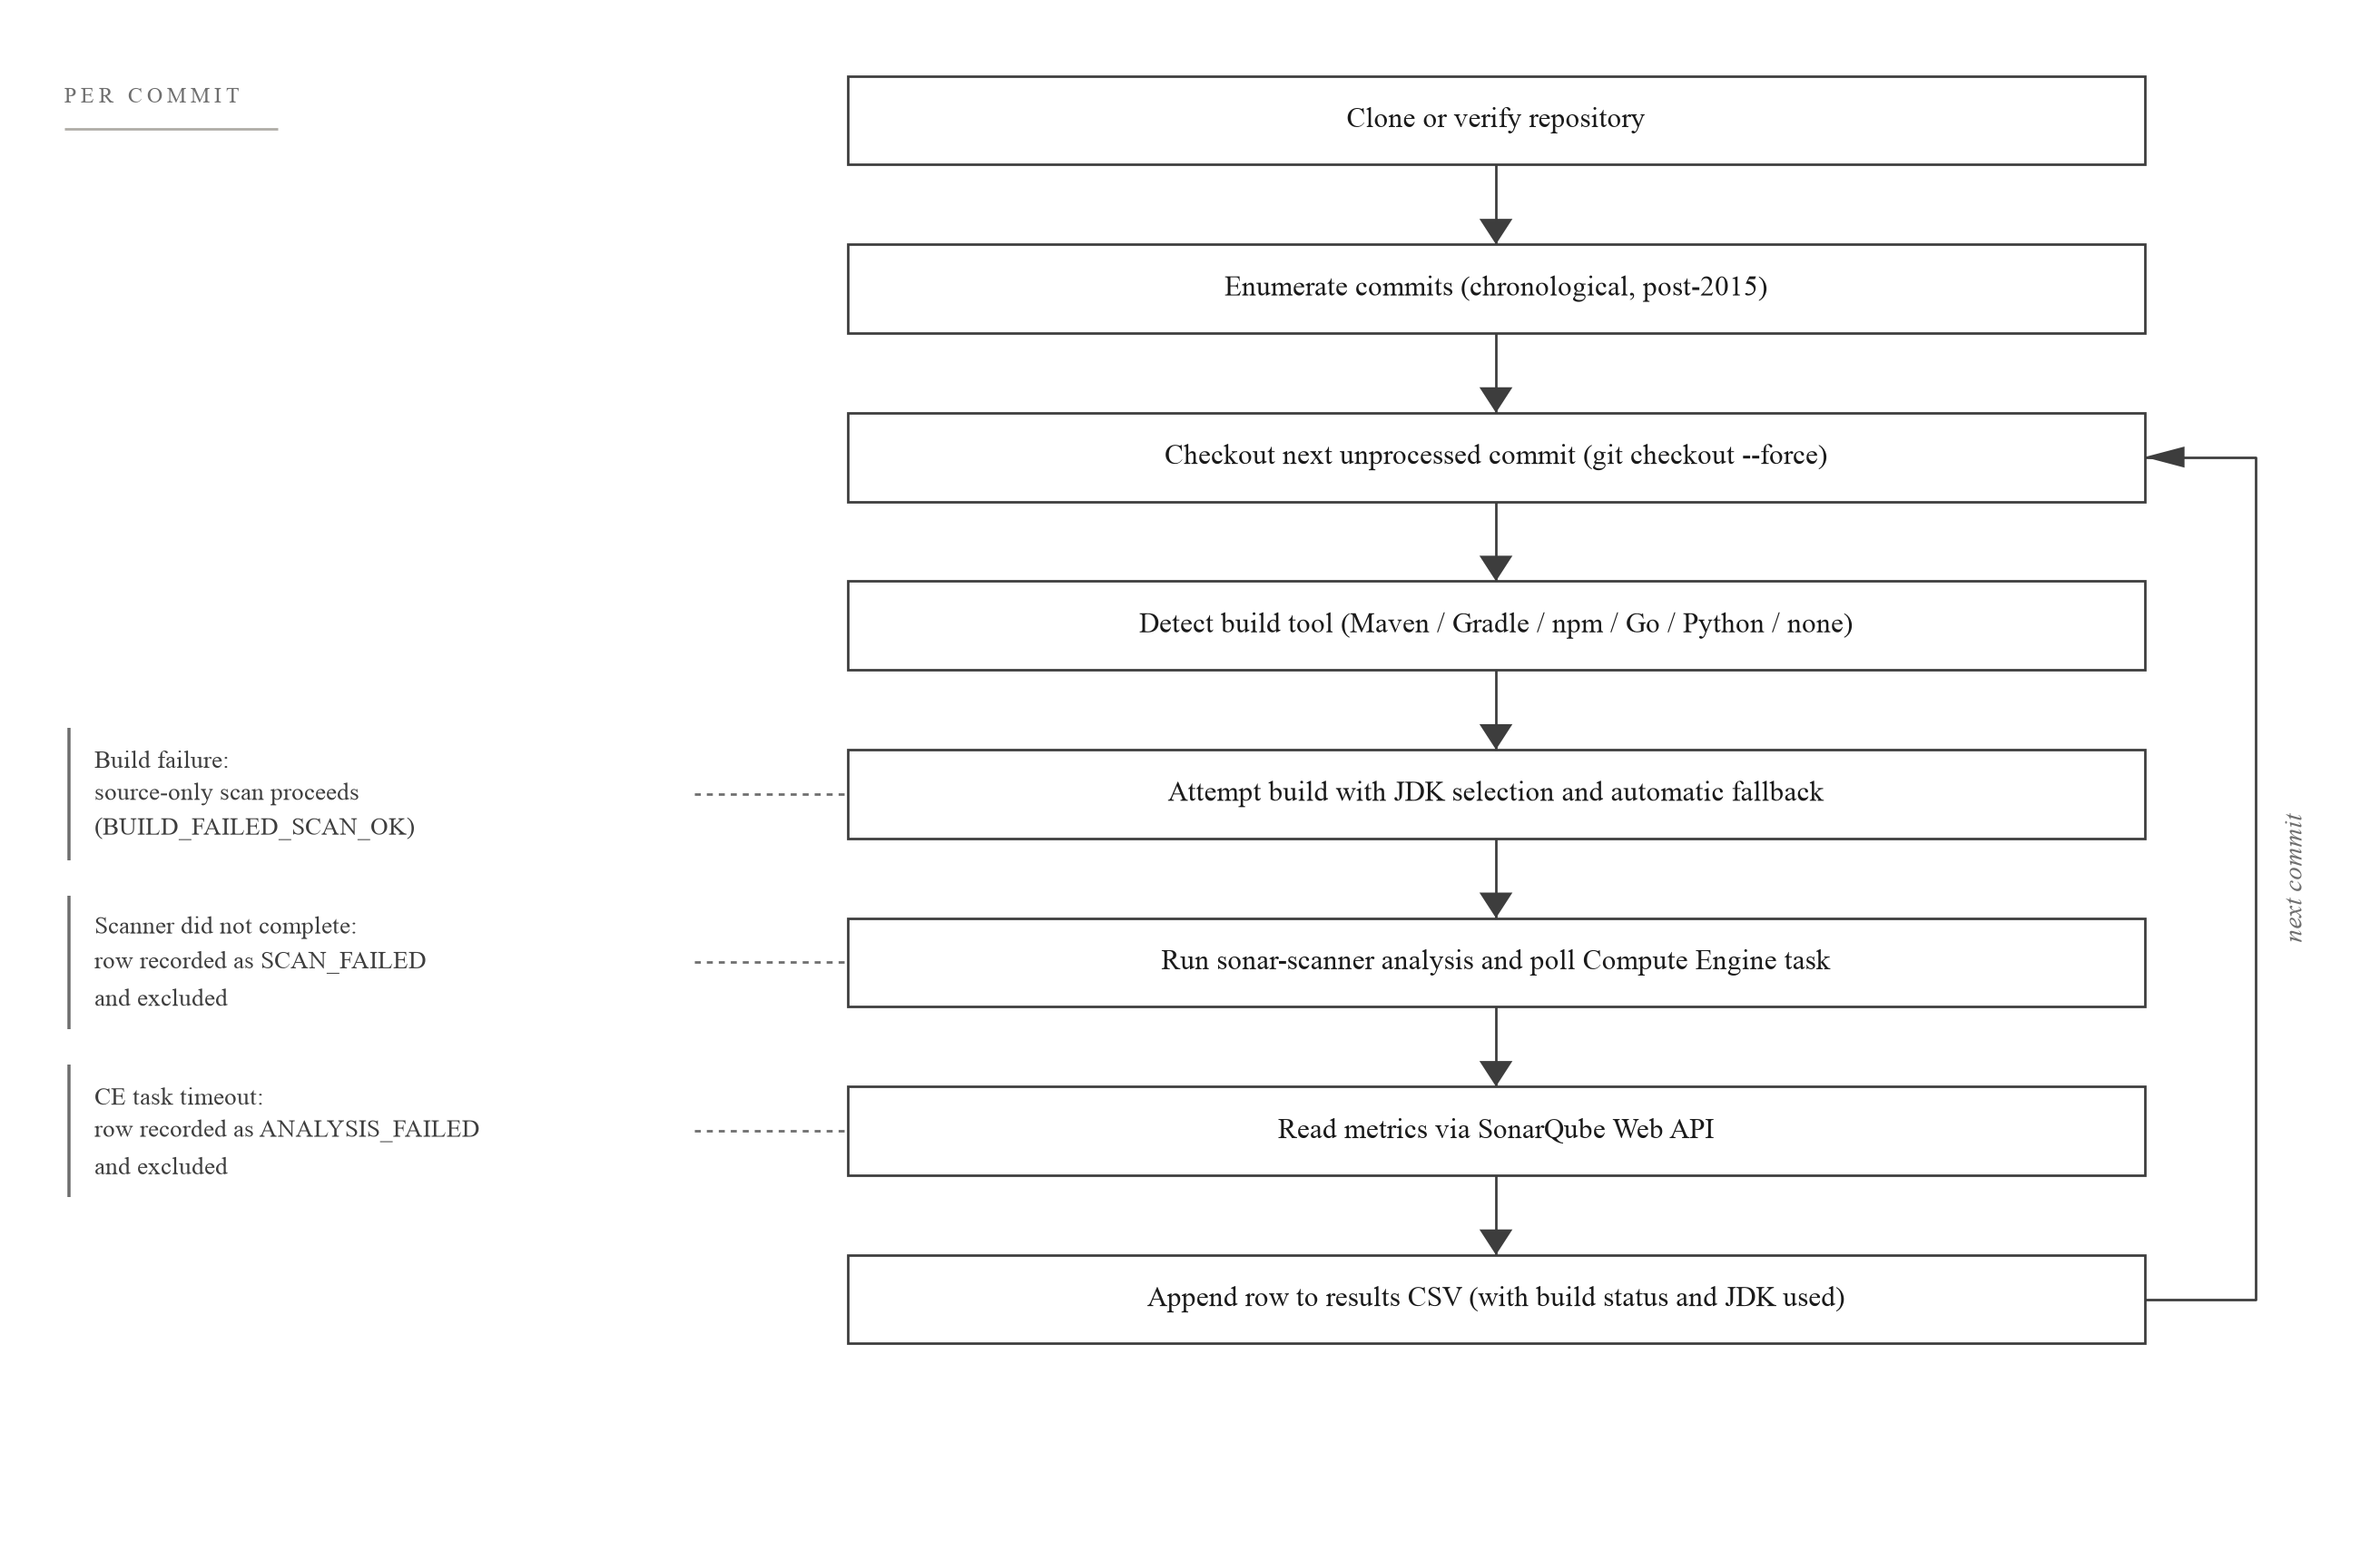 PER COMMIT
Clone or verify repository
Enumerate commits (chronological, post-2015)
Checkout next unprocessed commit (git checkout --force)
Detect build tool (Maven / Gradle / npm / Go / Python / none)
Build failure:
source-only scan proceeds
(BUILD_FAILED_SCAN_OK)
Attempt build with JDK selection and automatic fallback
Scanner did not complete:
row recorded as SCAN_FAILED
and excluded
Run sonar-scanner analysis and poll Compute Engine task
CE task timeout:
row recorded as ANALYSIS_FAILED
and excluded
Read metrics via SonarQube Web API
Append row to results CSV (with build status and JDK used)
next commit